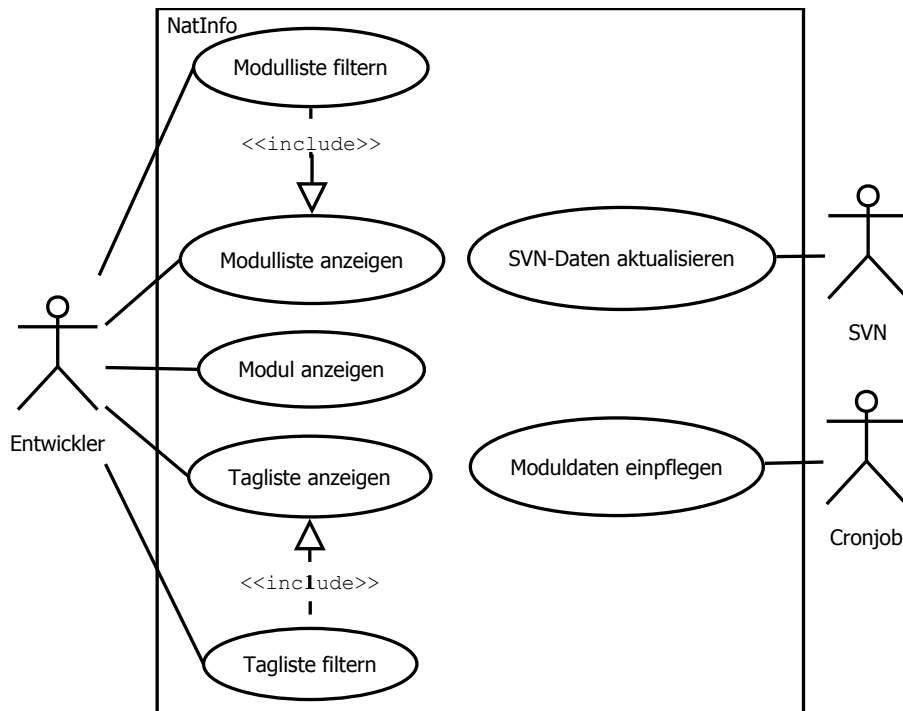 NatInfo
Modulliste filtern
<<include>>
Modulliste anzeigen
SVN-Daten aktualisieren
SVN
Modul anzeigen
Entwickler
Tagliste anzeigen
Moduldaten einpflegen
Cronjob
<<include>>
Tagliste filtern